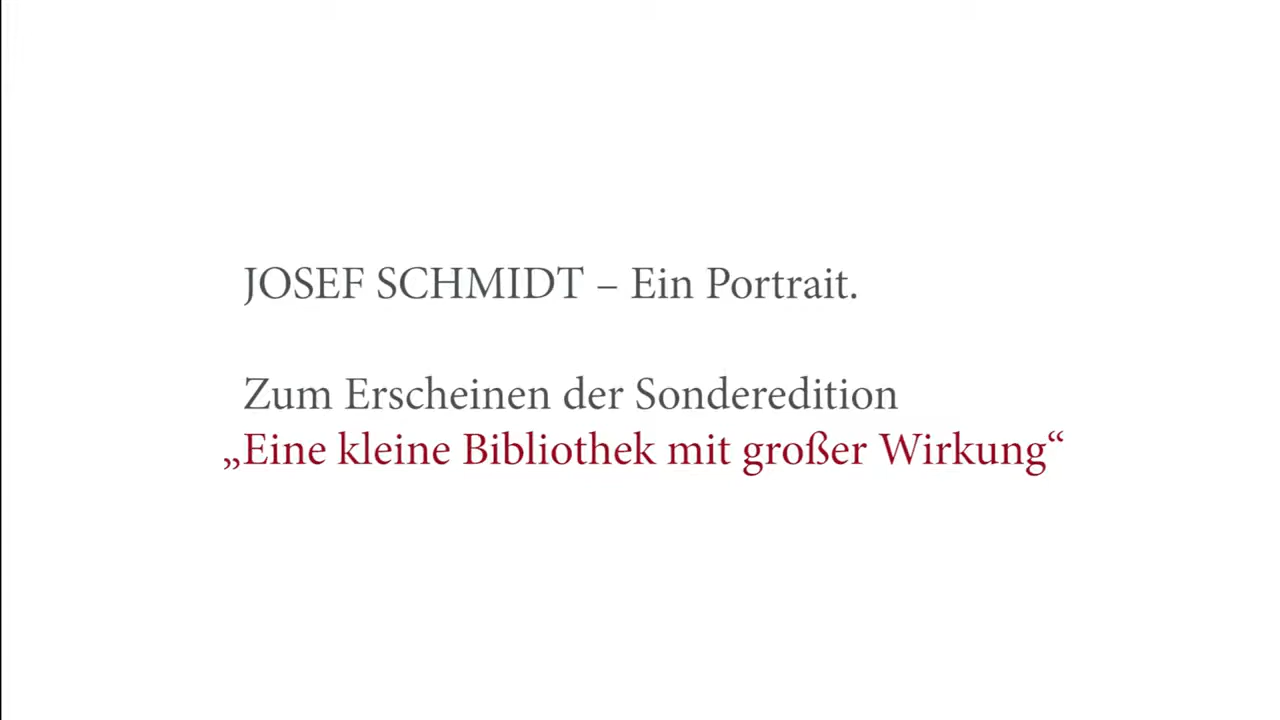 JOSEF SCHMIDT – Ein Portrait.
Zum Erscheinen der Sonderedition
„Eine kleine Bibliothek mit großer Wirkung“